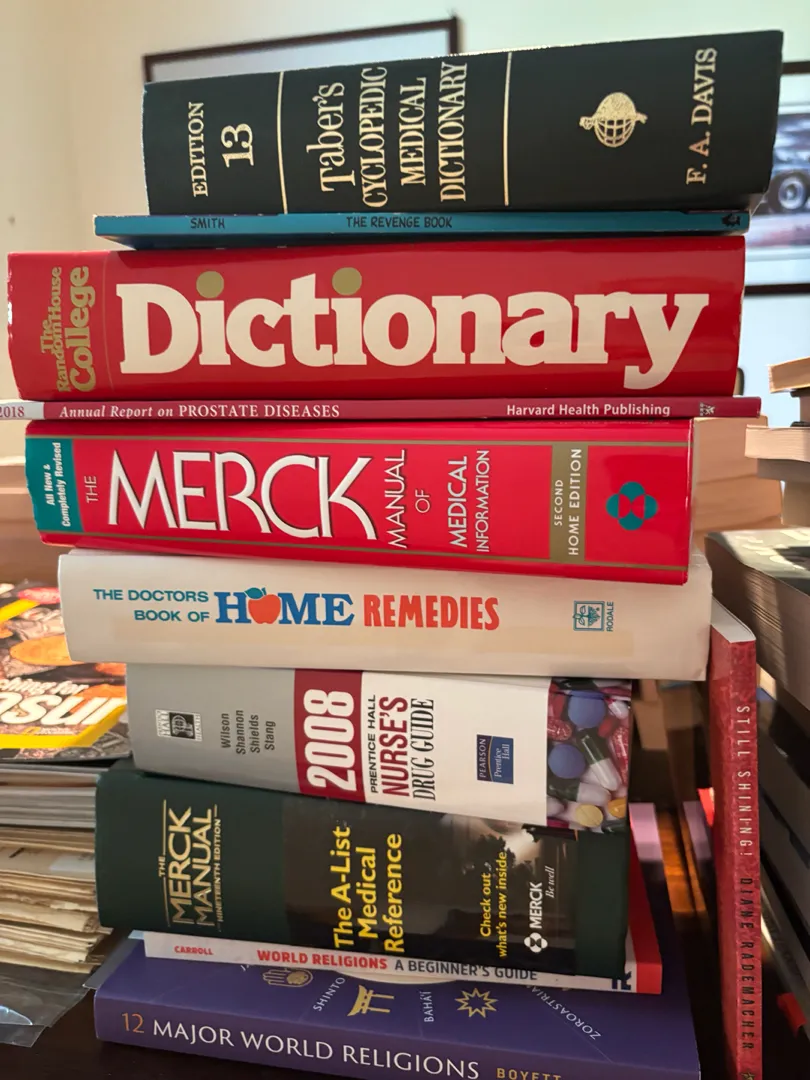 EDITION
13
Taber's
CYCLOPEDIC
MEDICAL
DICTIONARY
F. A. DAVIS
SMITH THE REVENGE BOOK
The
Random House
College
Dictionary
2018 Annual Report on PROSTATE DISEASES Harvard Health Publishing
All New &
Completely Revised
THE
MERCK
MANUAL
OF
MEDICAL
INFORMATION
SECOND
HOME EDITION
THE DOCTORS
BOOK OF HOME REMEDIES
RODALE
Wilson
Shannon
Shields
Stang
2008
PRENTICE HALL
NURSE'S
DRUG GUIDE
PEARSON
Prentice
Hall
THE
MERCK
MANUAL
NINETEENTH EDITION
The A-List
Medical
Reference
Check out
what's new inside.
MERCK
Be well
CARROLL WORLD RELIGIONS A BEGINNER'S GUIDE
SHINTO
BAHÁ'Í
ZOROASTRIA
12 MAJOR WORLD RELIGIONS BOYETT
STILL SHINING! DIANE RADEMACHER